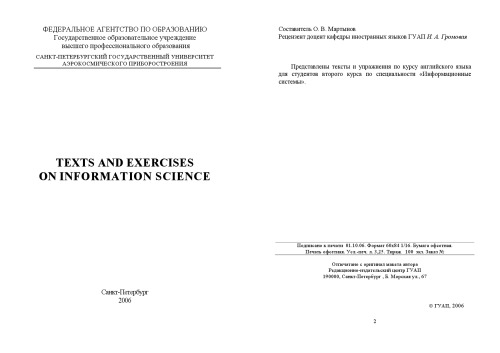 ФЕДЕРАЛЬНОЕ АГЕНТСТВО ПО ОБРАЗОВАНИЮ
Государственное образовательное учреждение
высшего профессионального образования
САНКТ-ПЕТЕРБУРГСКИЙ ГОСУДАРСТВЕННЫЙ УНИВЕРСИТЕТ
АЭРОКОСМИЧЕСКОГО ПРИБОРОСТРОЕНИЯ
TEXTS AND EXERCISES
ON INFORMATION SCIENCE
Санкт-Петербург
2006
Составитель О. В. Мартынов
Рецензент доцент кафедры иностранных языков ГУАП И. А. Громовая
Представлены тексты и упражнения по курсу английского языка
для студентов второго курса по специальности «Информационные
системы».
Подписано к печати 01.10.06. Формат 60х84 1/16. Бумага офсетная.
Печать офсетная. Усл.-печ. л. 5,25. Тираж 100 экз. Заказ №
Отпечатано с оригинал-макета автора
Редакционно-издательский центр ГУАП
190000, Санкт-Петербург, Б. Морская ул., 67
© ГУАП, 2006
2